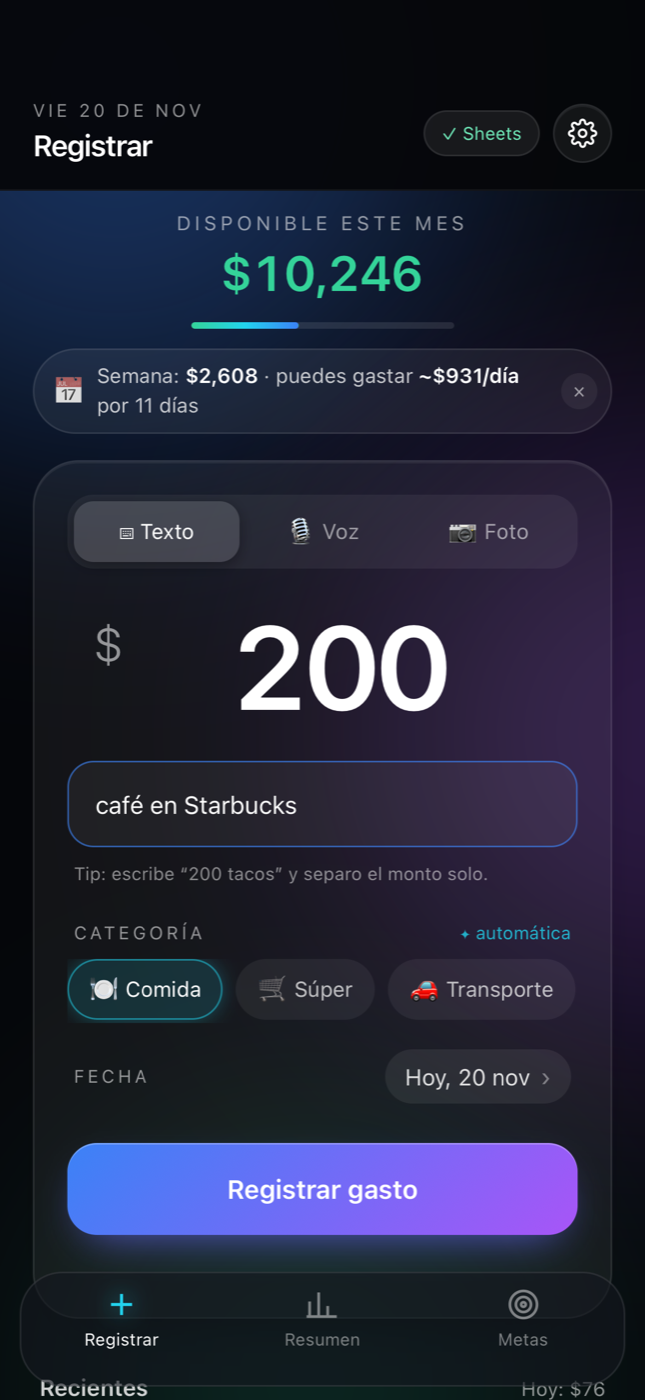 VIE 20 DE NOV
Registrar
✓ Sheets
DISPONIBLE ESTE MES
$10,246
JUL
17
Semana: $2,608 · puedes gastar ~$931/día
por 11 días
×
Texto
Voz
Foto
$
200
café en Starbucks
Tip: escribe “200 tacos” y separo el monto solo.
CATEGORÍA
✦ automática
Comida
Súper
Transporte
FECHA
Hoy, 20 nov ›
Registrar gasto
Registrar
Resumen
Metas
Recientes
Hoy: $76